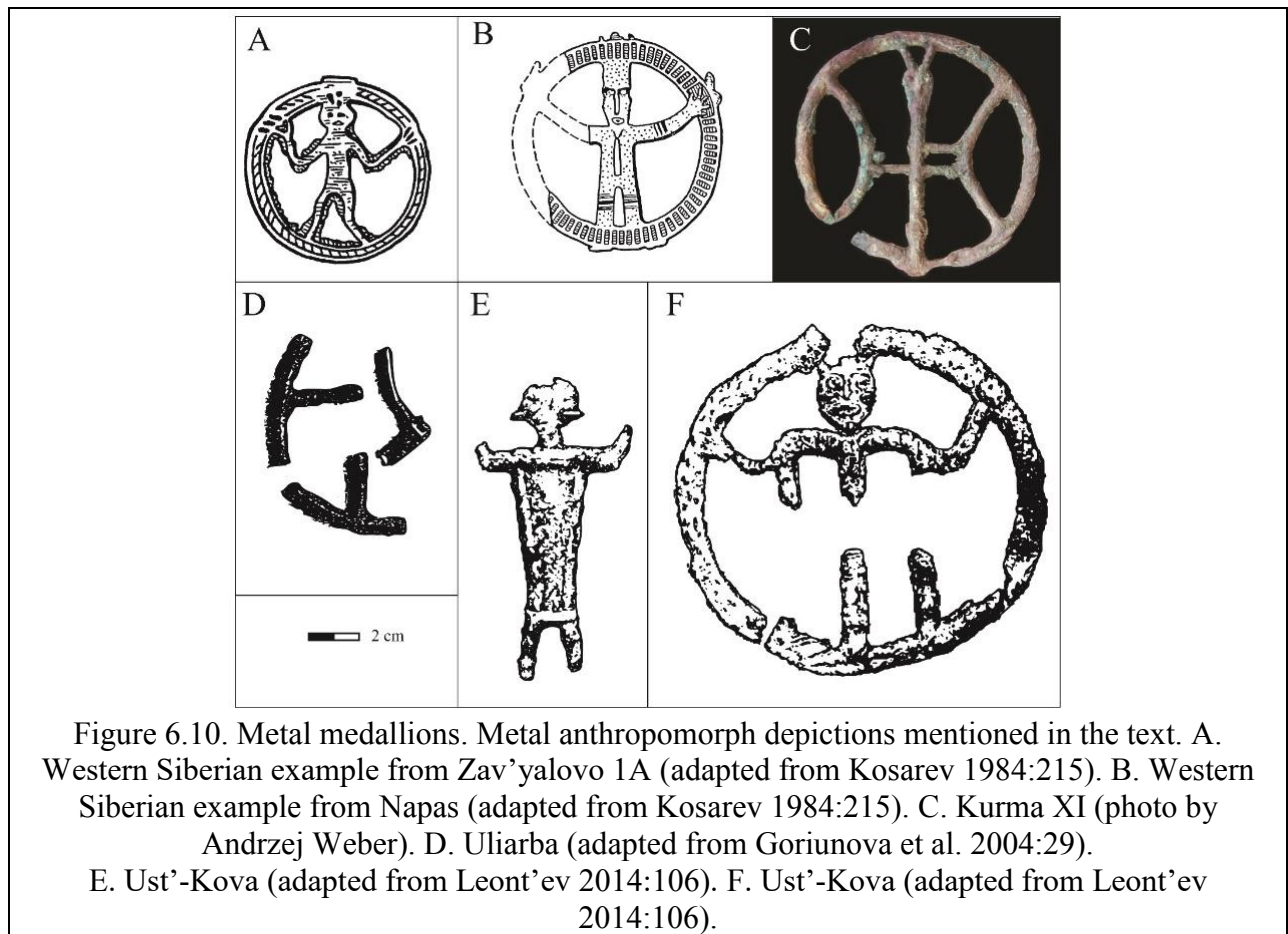 A
B
C
D
E
F
2 cm
Figure 6.10. Metal medallions. Metal anthropomorph depictions mentioned in the text. A.
Western Siberian example from Zav’yalovo 1A (adapted from Kosarev 1984:215). B. Western
Siberian example from Napas (adapted from Kosarev 1984:215). C. Kurma XI (photo by
Andrzej Weber). D. Uliarba (adapted from Goriunova et al. 2004:29).
E. Ust’-Kova (adapted from Leont’ev 2014:106). F. Ust’-Kova (adapted from Leont’ev
2014:106).